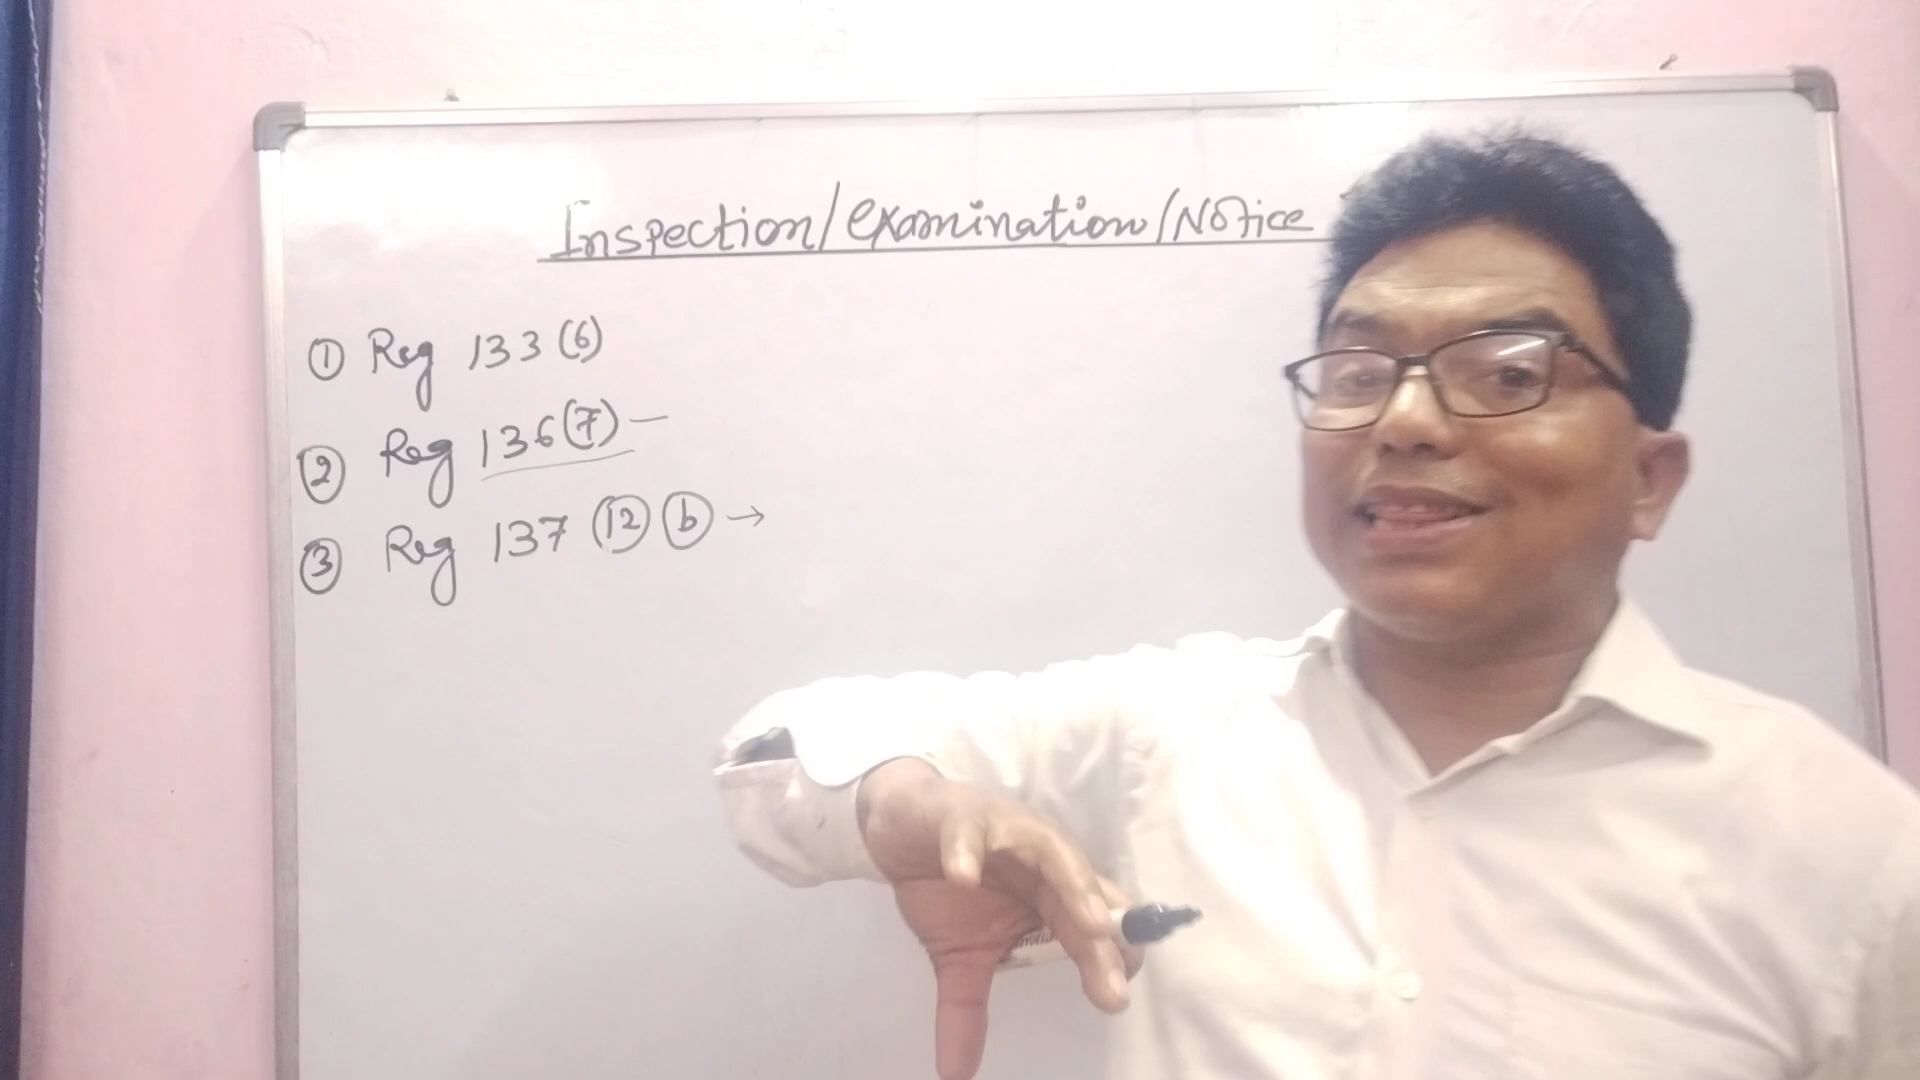 Inspection/examination/Notice
① Reg 133(6)
② Reg 136(7) —
③ Reg 137 (12) (b) →